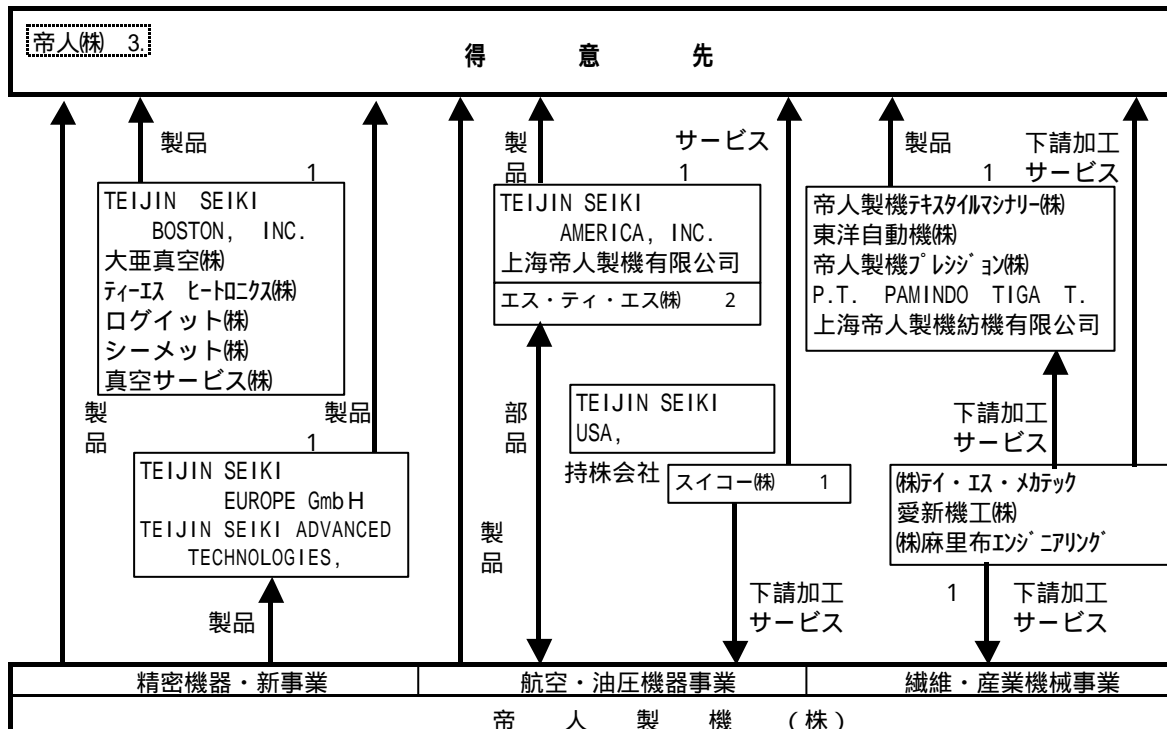 帝人㈱ 3.
得 意 先
製品
1
TEIJIN SEIKI
BOSTON, INC.
大亜真空㈱
ティーエス ヒートロニクス㈱
ログイット㈱
シーメット㈱
真空サービス㈱
製品
製品
1
TEIJIN SEIKI
EUROPE GmbH
TEIJIN SEIKI ADVANCED
TECHNOLOGIES,
製品
製品
1
TEIJIN SEIKI
AMERICA, INC.
上海帝人製機有限公司
エス・ティ・エス㈱ 2
部品
製品
サービス
TEIJIN SEIKI
USA,
持株会社
スイコー㈱ 1
下請加工
サービス
製品
1
下請加工
サービス
帝人製機テキスタイルマシナリー㈱
東洋自動機㈱
帝人製機プレシジョン㈱
P.T. PAMINDO TIGA T.
上海帝人製機紡機有限公司
下請加工
サービス
㈱テイ・エス・メカテック
愛新機工㈱
㈱麻里布エンジニアリング
1
下請加工
サービス
精密機器・新事業
航空・油圧機器事業
繊維・産業機械事業
帝 人 製 機 (株)